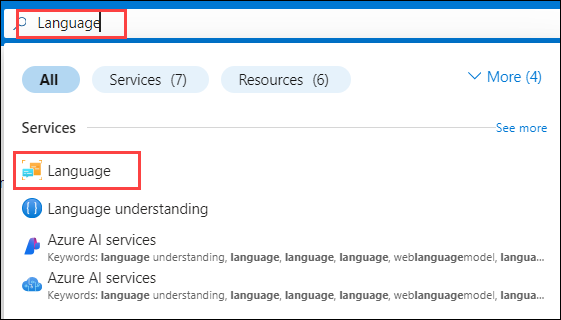 Language
All Services (7) Resources (6) More (4)
Services See more
Language
Language understanding
Azure AI services
Keywords: language understanding, language, language, language, weblanguagemodel, langua...
Azure AI services
Keywords: language understanding, language, language, language, weblanguagemodel, langua...